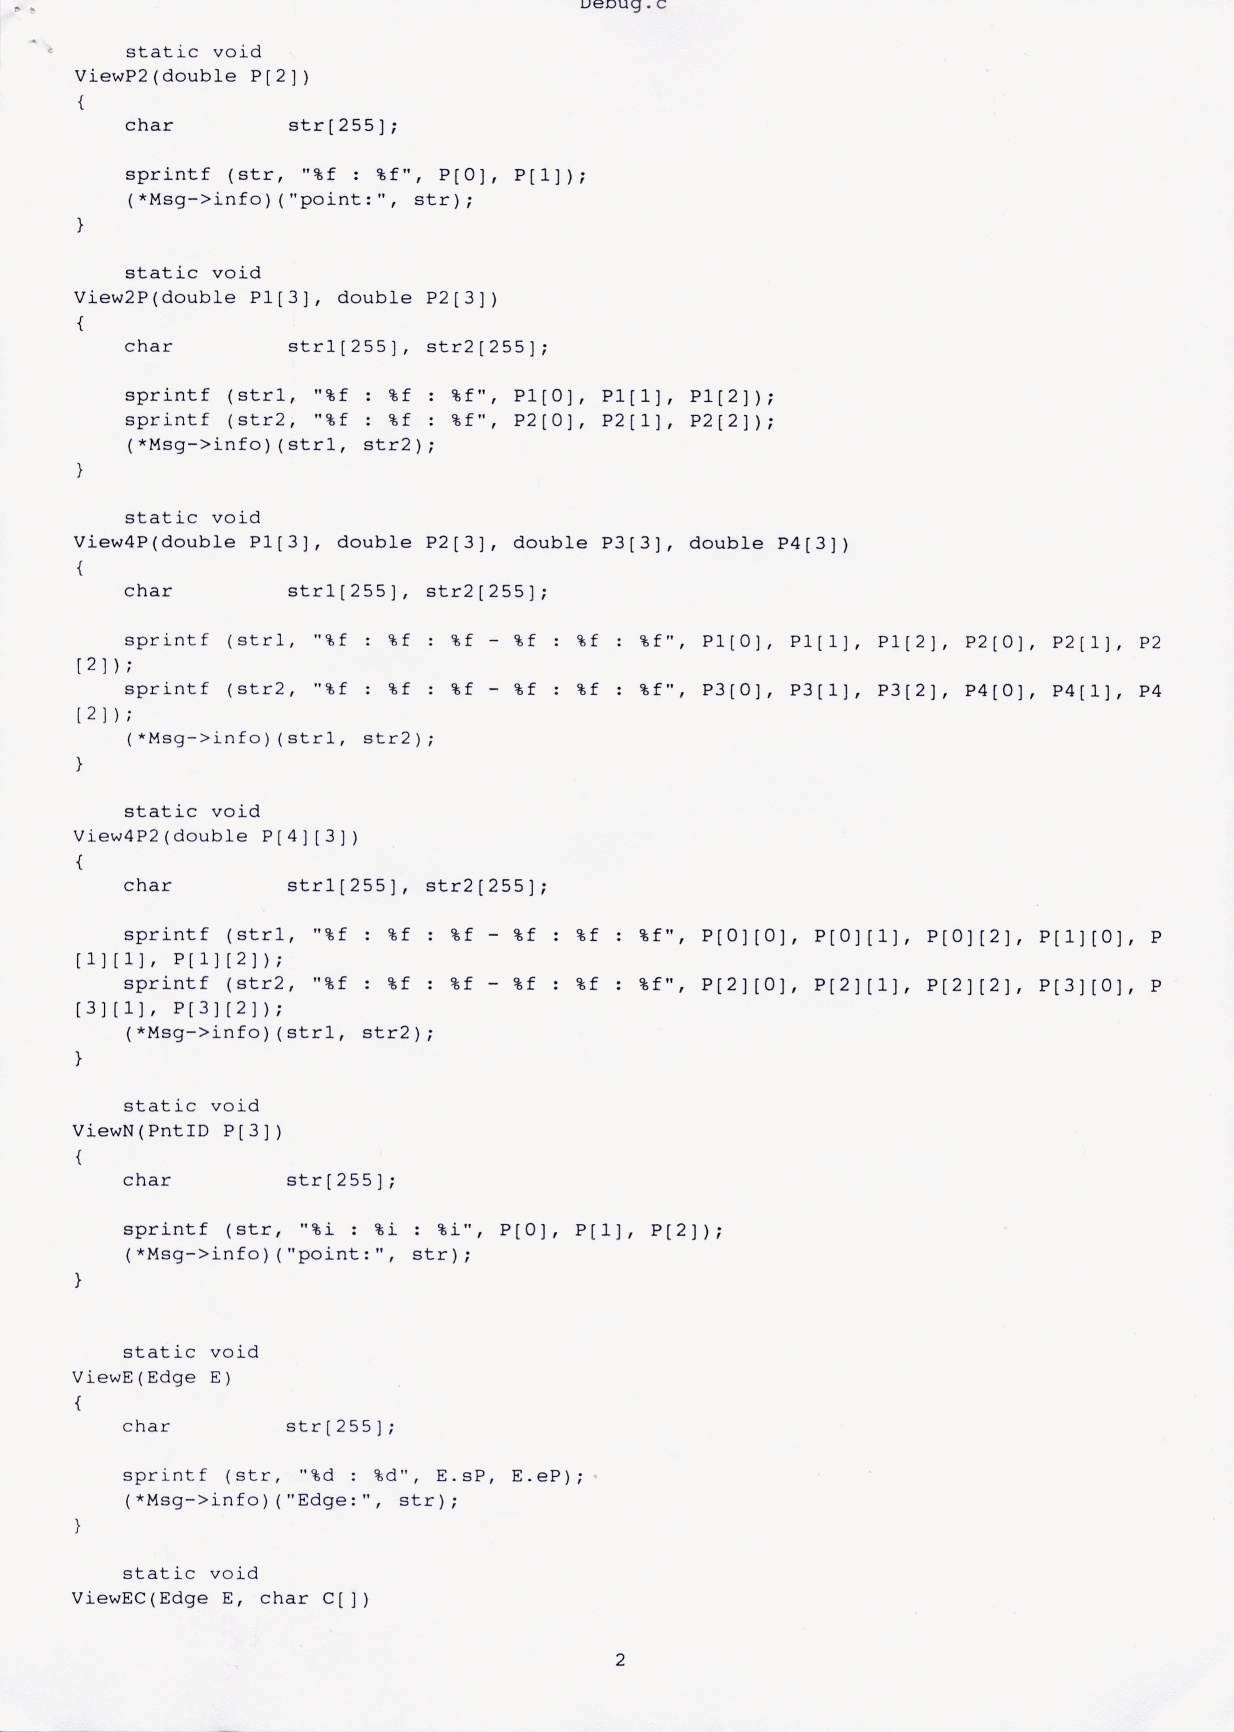 Debug.c
    static void
ViewP2(double P[2])
{
    char         str[255];

    sprintf (str, "%f : %f", P[0], P[1]);
    (*Msg->info)("point:", str);
}

    static void
View2P(double P1[3], double P2[3])
{
    char         str1[255], str2[255];

    sprintf (str1, "%f : %f : %f", P1[0], P1[1], P1[2]);
    sprintf (str2, "%f : %f : %f", P2[0], P2[1], P2[2]);
    (*Msg->info)(str1, str2);
}

    static void
View4P(double P1[3], double P2[3], double P3[3], double P4[3])
{
    char         str1[255], str2[255];

    sprintf (str1, "%f : %f : %f - %f : %f : %f", P1[0], P1[1], P1[2], P2[0], P2[1], P2
[2]);
    sprintf (str2, "%f : %f : %f - %f : %f : %f", P3[0], P3[1], P3[2], P4[0], P4[1], P4
[2]);
    (*Msg->info)(str1, str2);
}

    static void
View4P2(double P[4][3])
{
    char         str1[255], str2[255];

    sprintf (str1, "%f : %f : %f - %f : %f : %f", P[0][0], P[0][1], P[0][2], P[1][0], P
[1][1], P[1][2]);
    sprintf (str2, "%f : %f : %f - %f : %f : %f", P[2][0], P[2][1], P[2][2], P[3][0], P
[3][1], P[3][2]);
    (*Msg->info)(str1, str2);
}

    static void
ViewN(PntID P[3])
{
    char         str[255];

    sprintf (str, "%i : %i : %i", P[0], P[1], P[2]);
    (*Msg->info)("point:", str);
}

    static void
ViewE(Edge E)
{
    char         str[255];

    sprintf (str, "%d : %d", E.sP, E.eP);
    (*Msg->info)("Edge:", str);
}

    static void
ViewEC(Edge E, char C[])

2